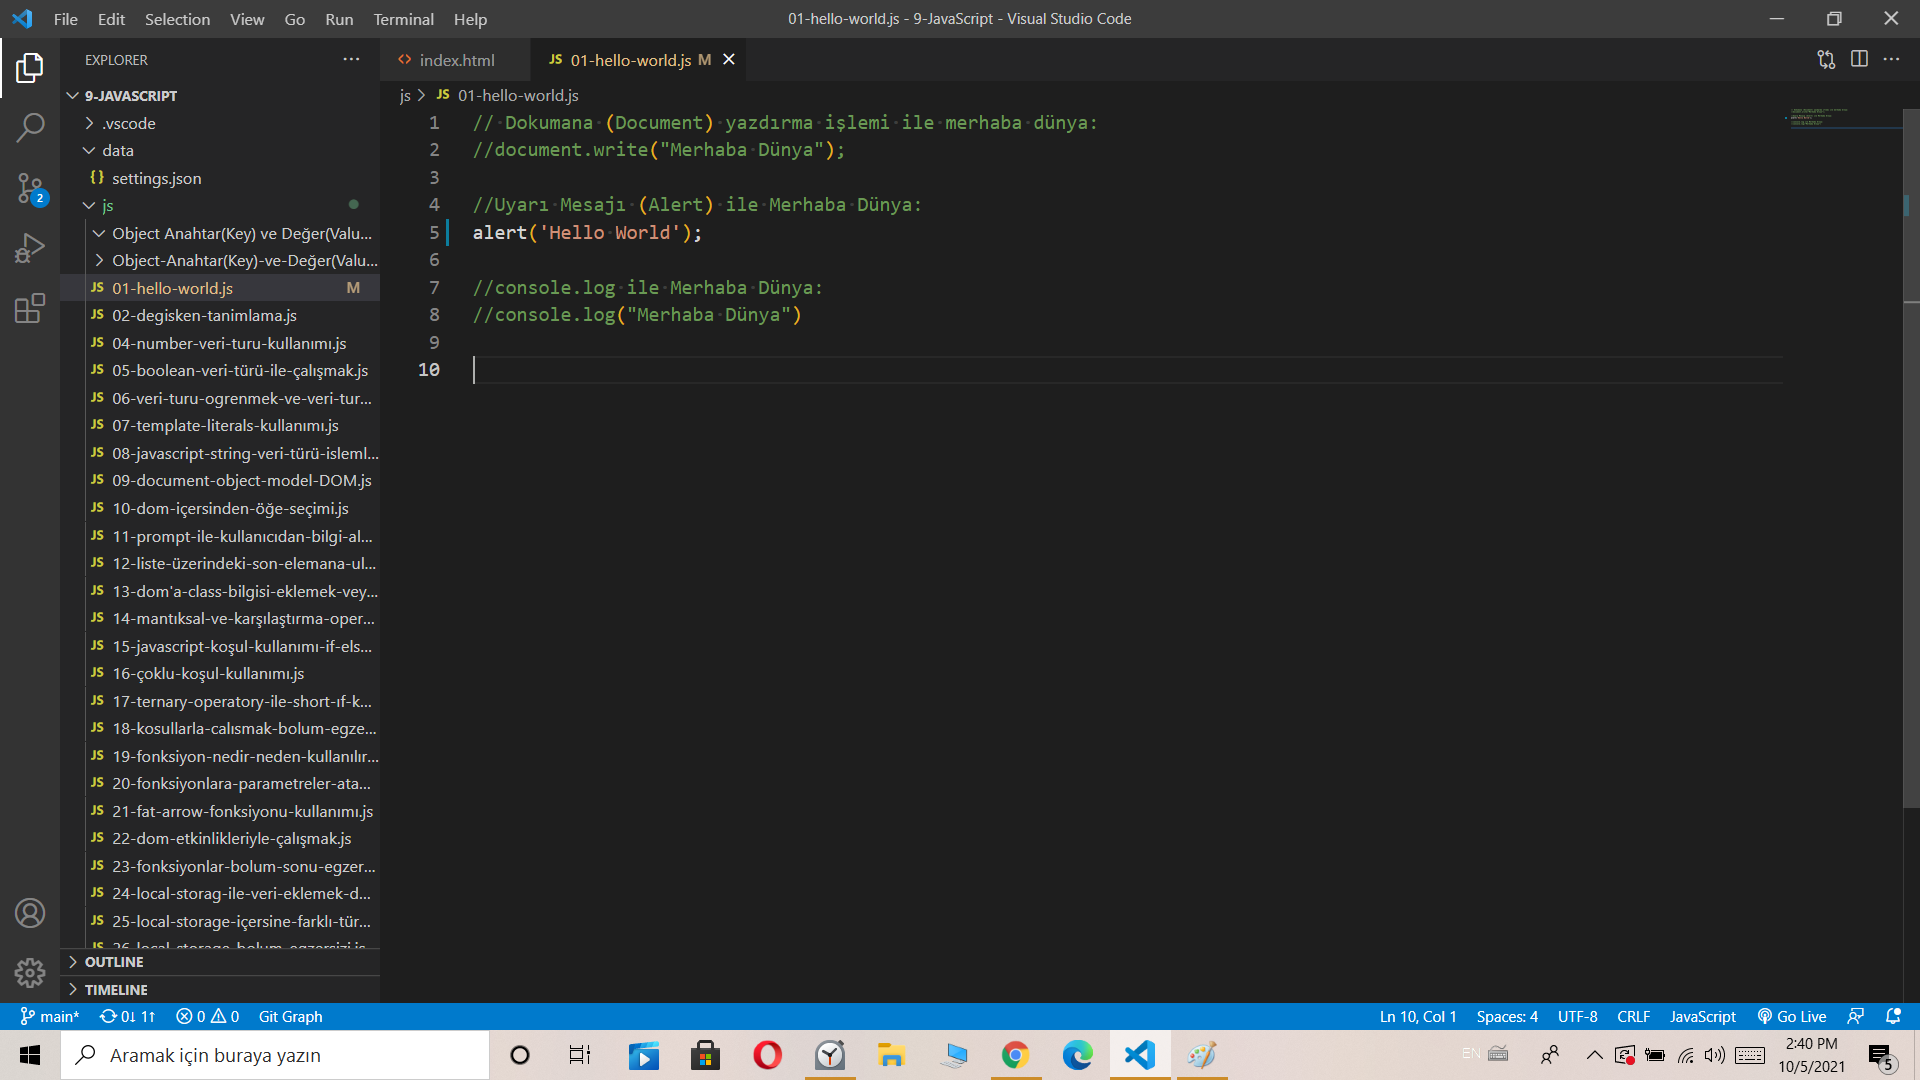 File Edit Selection View Go Run Terminal Help
01-hello-world.js - 9-JavaScript - Visual Studio Code
EXPLORER
9-JAVASCRIPT
.vscode
data
{} settings.json
js
Object Anahtar(Key) ve Değer(Valu...
Object-Anahtar(Key)-ve-Değer(Valu...
JS 01-hello-world.js M
JS 02-degisken-tanimlama.js
JS 04-number-veri-turu-kullanımı.js
JS 05-boolean-veri-türü-ile-çalışmak.js
JS 06-veri-turu-ogrenmek-ve-veri-tur...
JS 07-template-literals-kullanımı.js
JS 08-javascript-string-veri-türü-isleml...
JS 09-document-object-model-DOM.js
JS 10-dom-içersinden-öğe-seçimi.js
JS 11-prompt-ile-kullanıcıdan-bilgi-al...
JS 12-liste-üzerindeki-son-elemana-ul...
JS 13-dom'a-class-bilgisi-eklemek-vey...
JS 14-mantıksal-ve-karşılaştırma-oper...
JS 15-javascript-koşul-kullanımı-if-els...
JS 16-çoklu-koşul-kullanımı.js
JS 17-ternary-operatory-ile-short-ıf-k...
JS 18-kosullarla-calısmak-bolum-egze...
JS 19-fonksiyon-nedir-neden-kullanılır...
JS 20-fonksiyonlara-parametreler-ata...
JS 21-fat-arrow-fonksiyonu-kullanımı.js
JS 22-dom-etkinlikleriyle-çalışmak.js
JS 23-fonksiyonlar-bolum-sonu-egzer...
JS 24-local-storag-ile-veri-eklemek-d...
JS 25-local-storage-içersine-farklı-tür...
JS 26-local-storage-bolum-egzersizi.js
OUTLINE
TIMELINE
index.html
JS 01-hello-world.js M
js > JS 01-hello-world.js
1 // Dokumana (Document) yazdırma işlemi ile merhaba dünya:
2 //document.write("Merhaba Dünya");
3
4 //Uyarı Mesajı (Alert) ile Merhaba Dünya:
5 alert('Hello World');
6
7 //console.log ile Merhaba Dünya:
8 //console.log("Merhaba Dünya")
9
10
2
main* 0↓ 1↑ 0 0 Git Graph
Ln 10, Col 1 Spaces: 4 UTF-8 CRLF JavaScript Go Live
Aramak için buraya yazın
EN
2:40 PM
10/5/2021
5